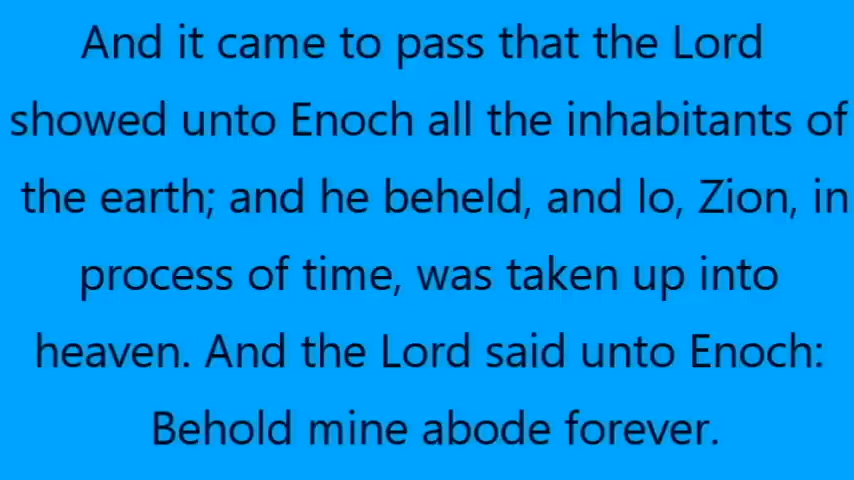 And it came to pass that the Lord
showed unto Enoch all the inhabitants of
the earth; and he beheld, and lo, Zion, in
process of time, was taken up into
heaven. And the Lord said unto Enoch:
Behold mine abode forever.